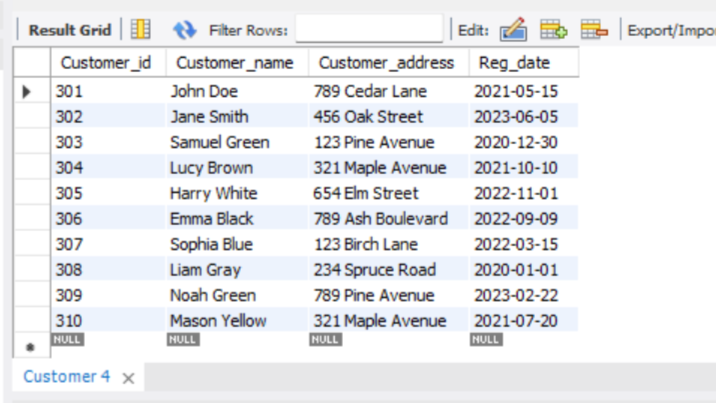 Result Grid Filter Rows: Edit: Export/Impor
Customer_id Customer_name Customer_address Reg_date
301 John Doe 789 Cedar Lane 2021-05-15
302 Jane Smith 456 Oak Street 2023-06-05
303 Samuel Green 123 Pine Avenue 2020-12-30
304 Lucy Brown 321 Maple Avenue 2021-10-10
305 Harry White 654 Elm Street 2022-11-01
306 Emma Black 789 Ash Boulevard 2022-09-09
307 Sophia Blue 123 Birch Lane 2022-03-15
308 Liam Gray 234 Spruce Road 2020-01-01
309 Noah Green 789 Pine Avenue 2023-02-22
310 Mason Yellow 321 Maple Avenue 2021-07-20
NULL NULL NULL NULL
Customer 4